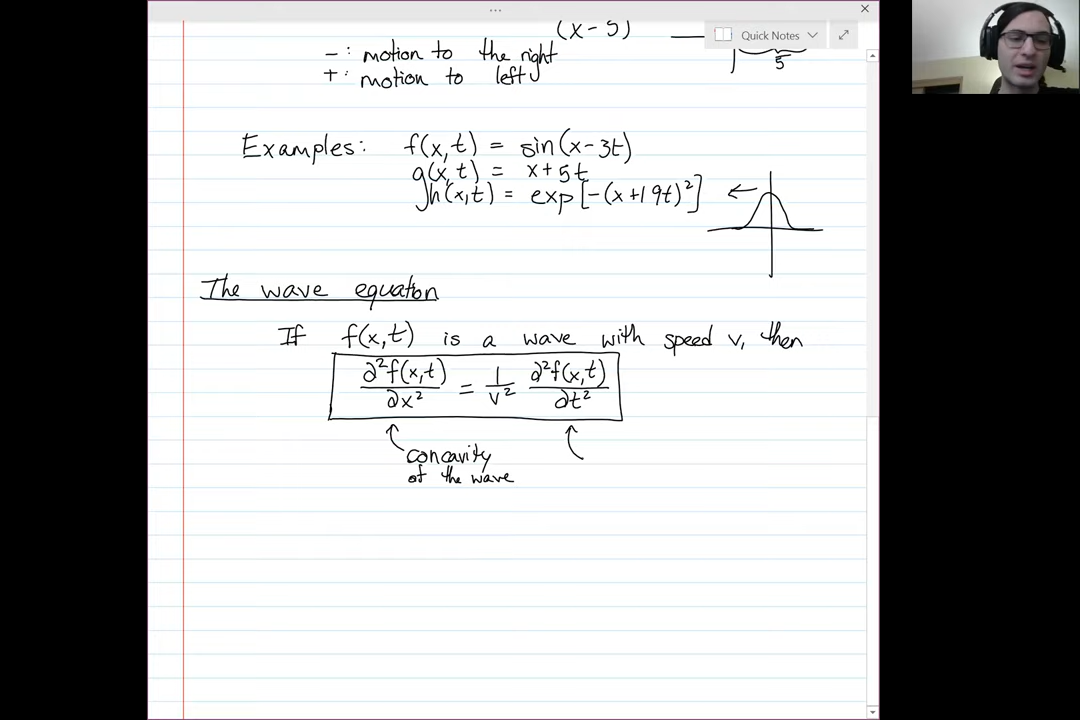 (x-5)
Quick Notes
- : motion to the right
+ : motion to left
5
Examples: f(x,t) = sin(x-3t)
g(x,t) = x+5t
h(x,t) = exp[-(x+19t)²]
The wave equation
If f(x,t) is a wave with speed v, then
∂²f(x,t)/∂x² = 1/v² ∂²f(x,t)/∂t²
concavity
of the wave